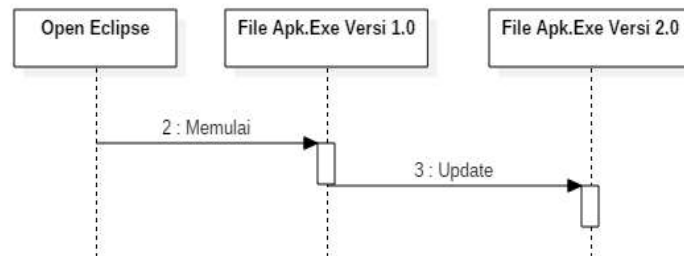 Open Eclipse
File Apk.Exe Versi 1.0
File Apk.Exe Versi 2.0
2 : Memulai
3 : Update